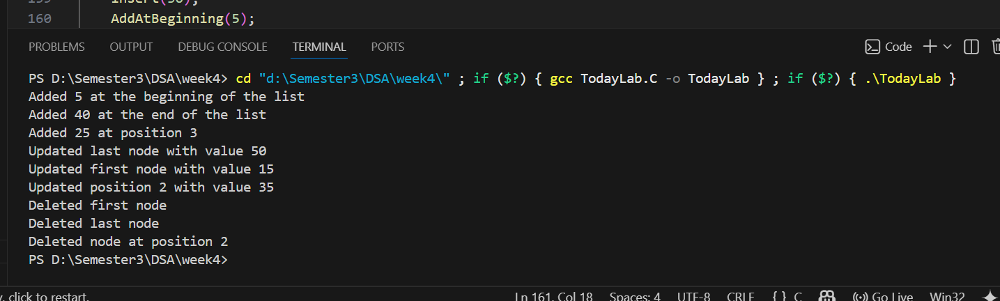 160 AddAtBeginning(5);
PROBLEMS OUTPUT DEBUG CONSOLE TERMINAL PORTS Code
PS D:\Semester3\DSA\week4> cd "d:\Semester3\DSA\week4\" ; if ($?) { gcc TodayLab.C -o TodayLab } ; if ($?) { .\TodayLab }
Added 5 at the beginning of the list
Added 40 at the end of the list
Added 25 at position 3
Updated last node with value 50
Updated first node with value 15
Updated position 2 with value 35
Deleted first node
Deleted last node
Deleted node at position 2
PS D:\Semester3\DSA\week4>
click to restart. Ln 161, Col 18 Spaces: 4 UTF-8 CRLF { } C Go Live Win32